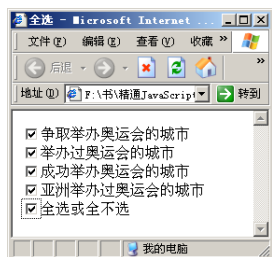 全选 - Microsoft Internet ...
文件(F) 编辑(E) 查看(V) 收藏 »
后退 »
地址(D) F:\书\精通JavaScript 转到
争取举办奥运会的城市
举办过奥运会的城市
成功举办奥运会的城市
亚洲举办过奥运会的城市
全选或全不选
我的电脑